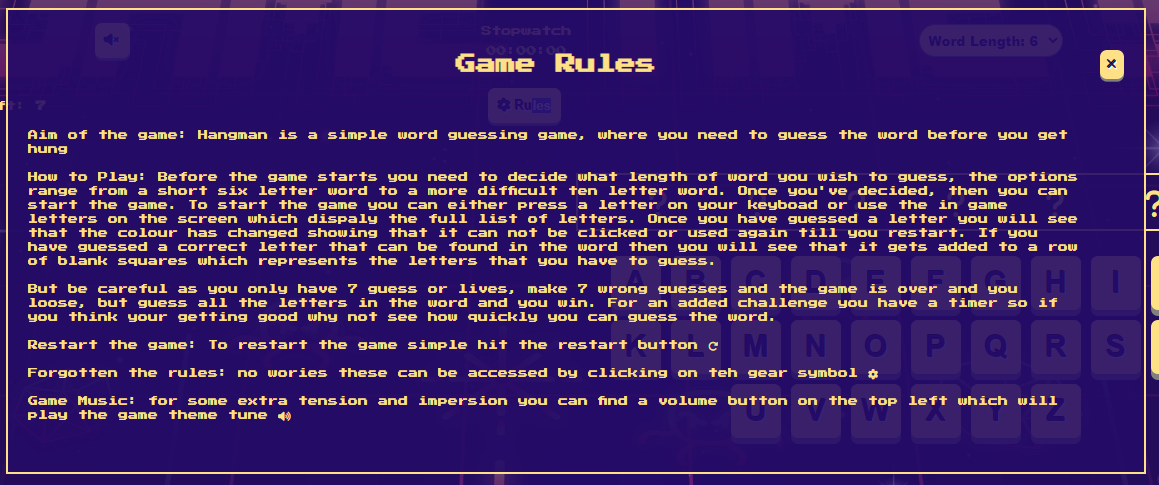 Stopwatch
00:00:00
Word Length: 6
Game Rules
×
ft: 7
Rules
Aim of the game: Hangman is a simple word guessing game, where you need to guess the word before you get
hung
How to Play: Before the game starts you need to decide what length of word you wish to guess, the options
range from a short six letter word to a more difficult ten letter word. Once you've decided, then you can
start the game. To start the game you can either press a letter on your keyboad or use the in game
letters on the screen which dispaly the full list of letters. Once you have guessed a letter you will see
that the colour has changed showing that it can not be clicked or used again till you restart. If you
have guessed a correct letter that can be found in the word then you will see that it gets added to a row
of blank squares which represents the letters that you have to guess.
? ? ? ? ?
A B C D E F G H I
But be careful as you only have 7 guess or lives, make 7 wrong guesses and the game is over and you
loose, but guess all the letters in the word and you win. For an added challenge you have a timer so if
you think your getting good why not see how quickly you can guess the word.
K L M N O P Q R S
Restart the game: To restart the game simple hit the restart button
Forgotten the rules: no wories these can be accessed by clicking on teh gear symbol
U V W X Y Z
Game Music: for some extra tension and impersion you can find a volume button on the top left which will
play the game theme tune